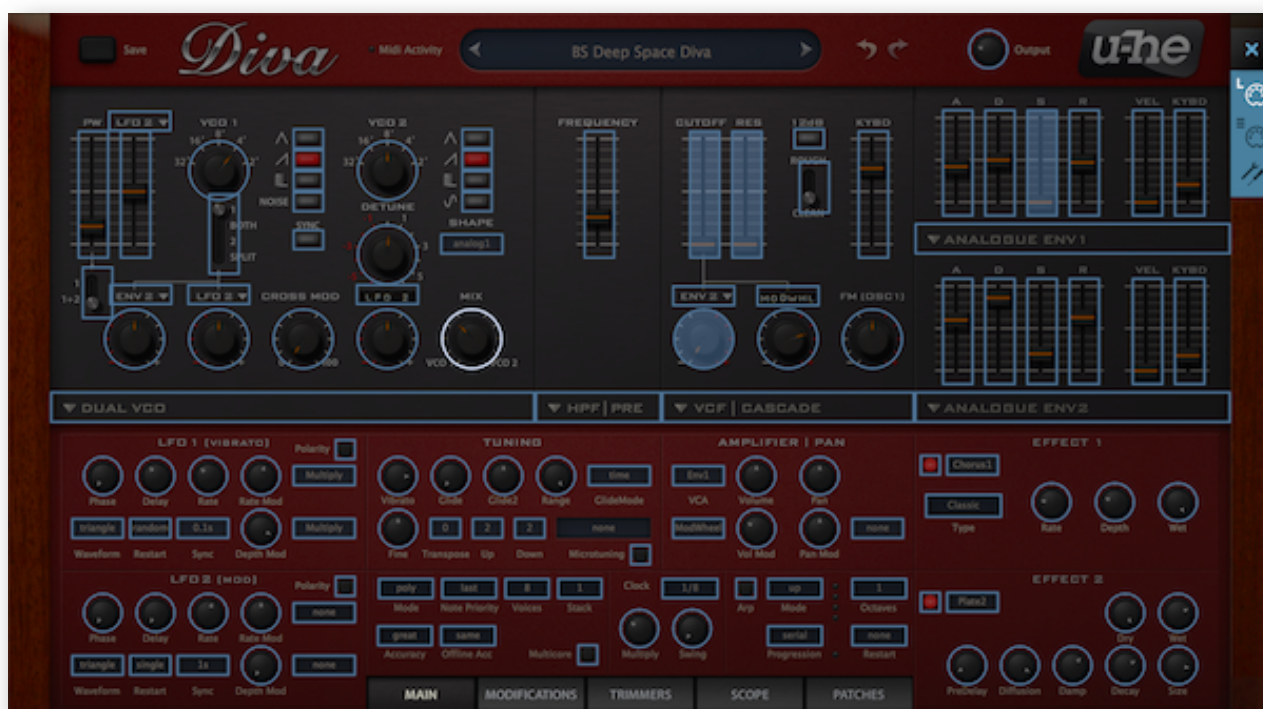 Save Diva Midi Activity BS Deep Space Diva Output u-he
PW LFO 2 VCO 1 VCO 2 FREQUENCY CUTOFF RES 12dB KYBD A D S R VEL KYBD
16' 8' 4' 16' 8' 4'
32' 2' 32' 2' ROUGH
NOISE DETUNE
1 SYNC SHAPE CLEAN
BOTH analog1
2
SPLIT
ANALOGUE ENV1
A D S R VEL KYBD
1
1+2 ENV 2 LFO 2 CROSS MOD LFO 2 MIX ENV 2 MODWHL FM (OSC1)
VCO 2
DUAL VCO HPF | PRE VCF | CASCADE ANALOGUE ENV2
LFO 1 (VIBRATO) Polarity TUNING AMPLIFIER | PAN EFFECT 1
Multiply time Env1 Chorus1
Phase Delay Rate Rate Mod Vibrato Glide Glide2 Range GlideMode VCA Volume Pan
triangle random 0.1s Multiply 0 2 2 none ModWheel none Classic
Waveform Restart Sync Depth Mod Fine Transpose Up Down Microtuning Vol Mod Pan Mod Type Rate Depth Wet
LFO 2 (MOD) Polarity EFFECT 2
none poly last 8 1 Clock 1/8 up 1 Plate2
Phase Delay Rate Rate Mod Mode Note Priority Voices Stack Arp Mode Octaves Dry Wet
triangle single 1s none great same serial none
Waveform Restart Sync Depth Mod Accuracy Offline Acc Multicore Multiply Swing Progression Restart PreDelay Diffusion Damp Decay Size
MAIN MODIFICATIONS TRIMMERS SCOPE PATCHES